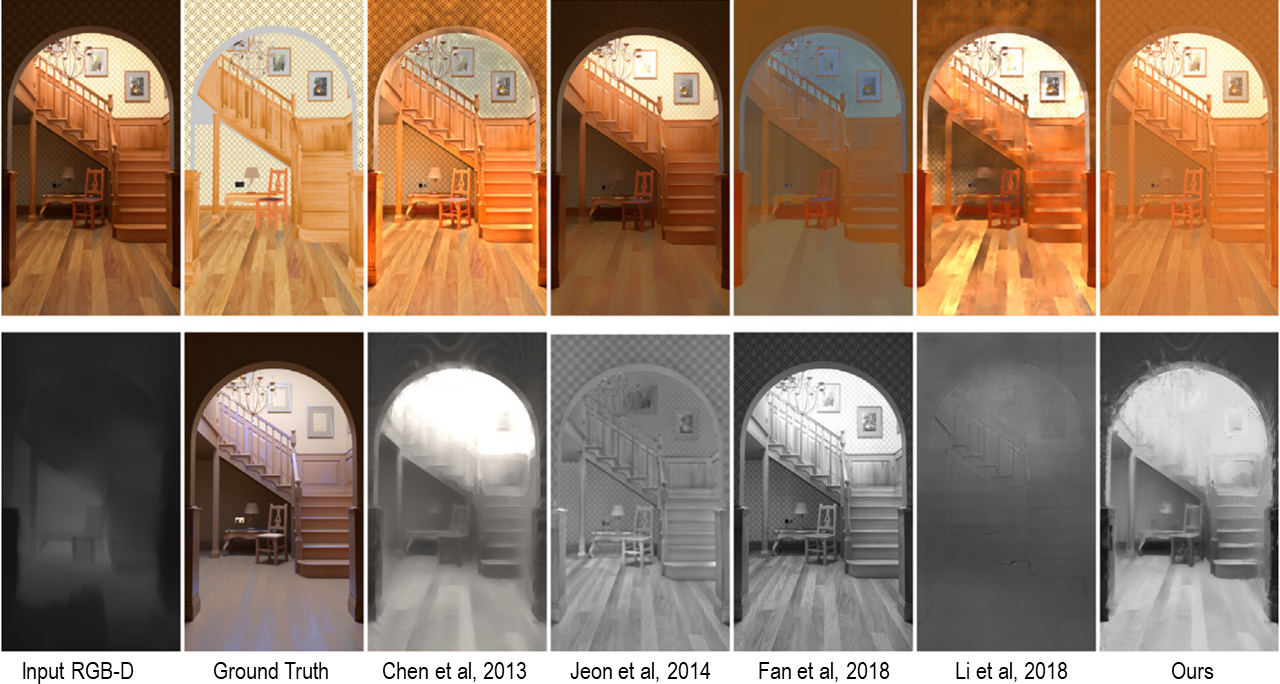 Input RGB-D
Ground Truth
Chen et al, 2013
Jeon et al, 2014
Fan et al, 2018
Li et al, 2018
Ours